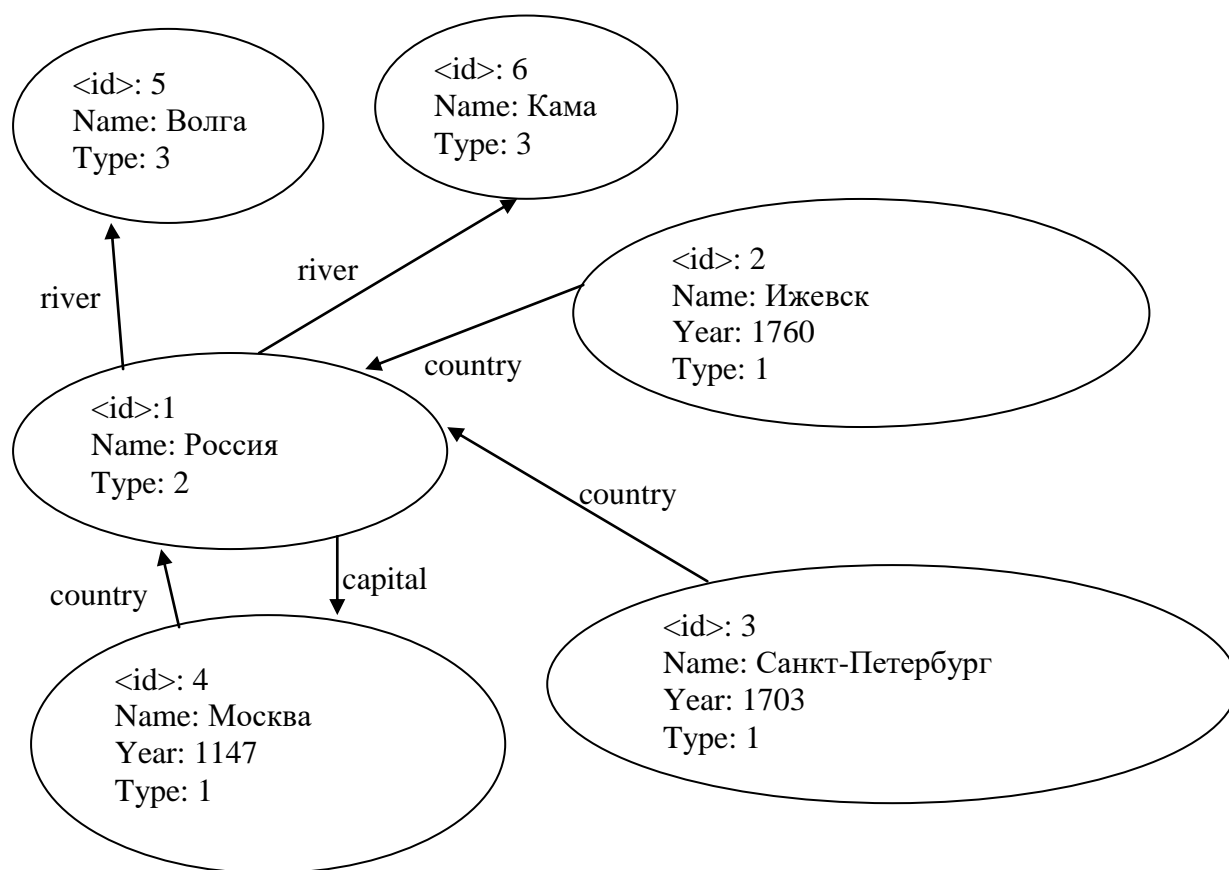 <id>: 5
Name: Волга
Type: 3
<id>: 6
Name: Кама
Type: 3
river
river
<id>: 2
Name: Ижевск
Year: 1760
Type: 1
country
<id>:1
Name: Россия
Type: 2
country
country
capital
<id>: 4
Name: Москва
Year: 1147
Type: 1
<id>: 3
Name: Санкт-Петербург
Year: 1703
Type: 1